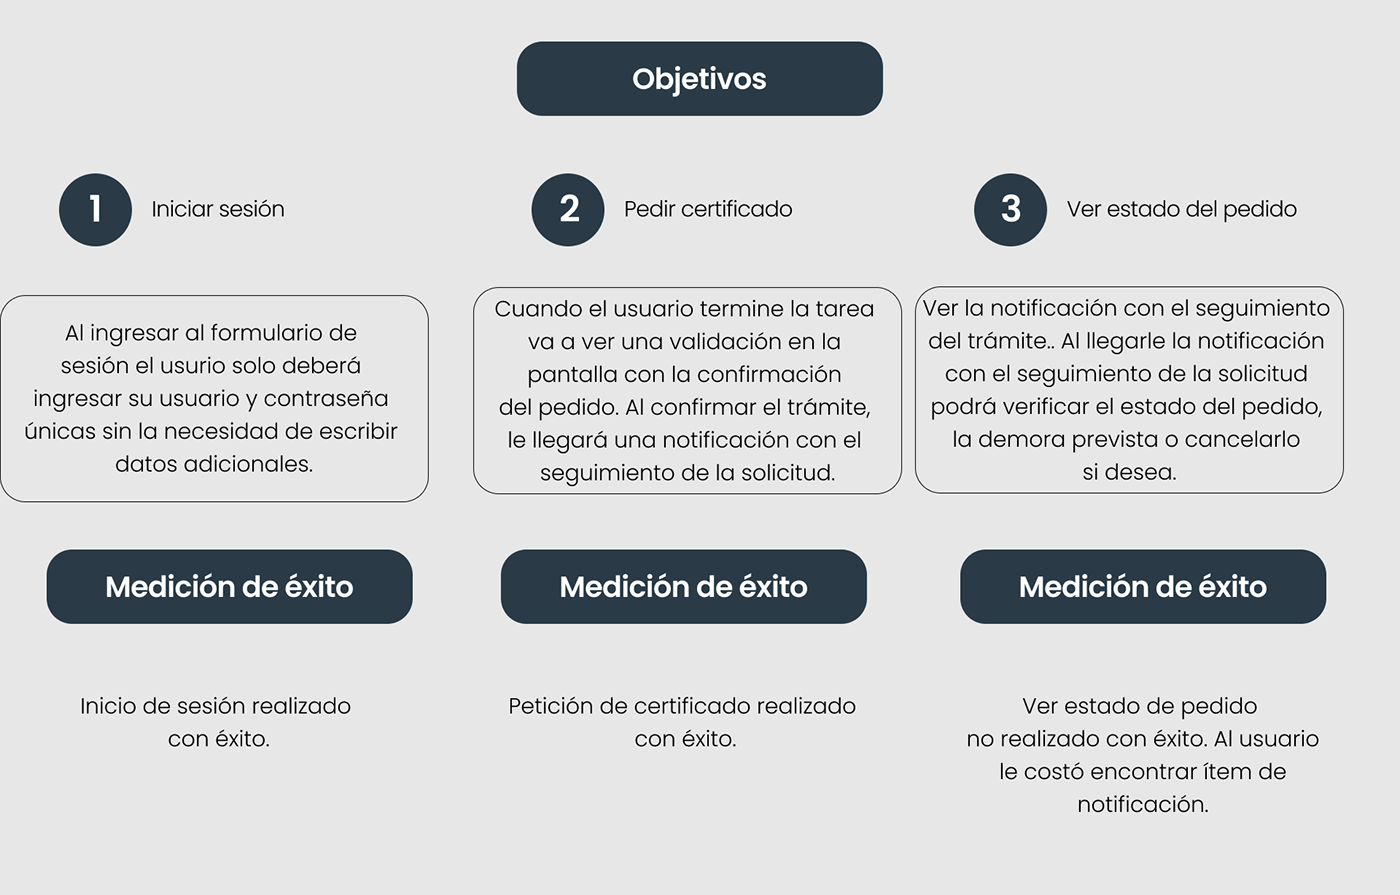 Objetivos
1
Iniciar sesión
2
Pedir certificado
3
Ver estado del pedido
Al ingresar al formulario de
sesión el usurio solo deberá
ingresar su usuario y contraseña
únicas sin la necesidad de escribir
datos adicionales.
Cuando el usuario termine la tarea
va a ver una validación en la
pantalla con la confirmación
del pedido. Al confirmar el trámite,
le llegará una notificación con el
seguimiento de la solicitud.
Ver la notificación con el seguimiento
del trámite.. Al llegarle la notificación
con el seguimiento de la solicitud
podrá verificar el estado del pedido,
la demora prevista o cancelarlo
si desea.
Medición de éxito
Medición de éxito
Medición de éxito
Inicio de sesión realizado
con éxito.
Petición de certificado realizado
con éxito.
Ver estado de pedido
no realizado con éxito. Al usuario
le costó encontrar ítem de
notificación.